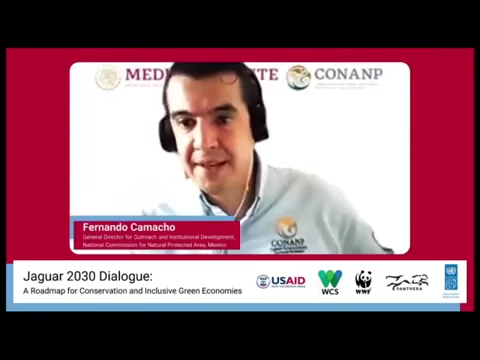 MEDI
NTE
CONANP
CONANP
Fernando Camacho
General Director for Outreach and Institutional Development,
National Commission for Natural Protected Area, Mexico
Jaguar 2030 Dialogue:
A Roadmap for Conservation and Inclusive Green Economies
USAID
WCS
WWF
PANTHERA